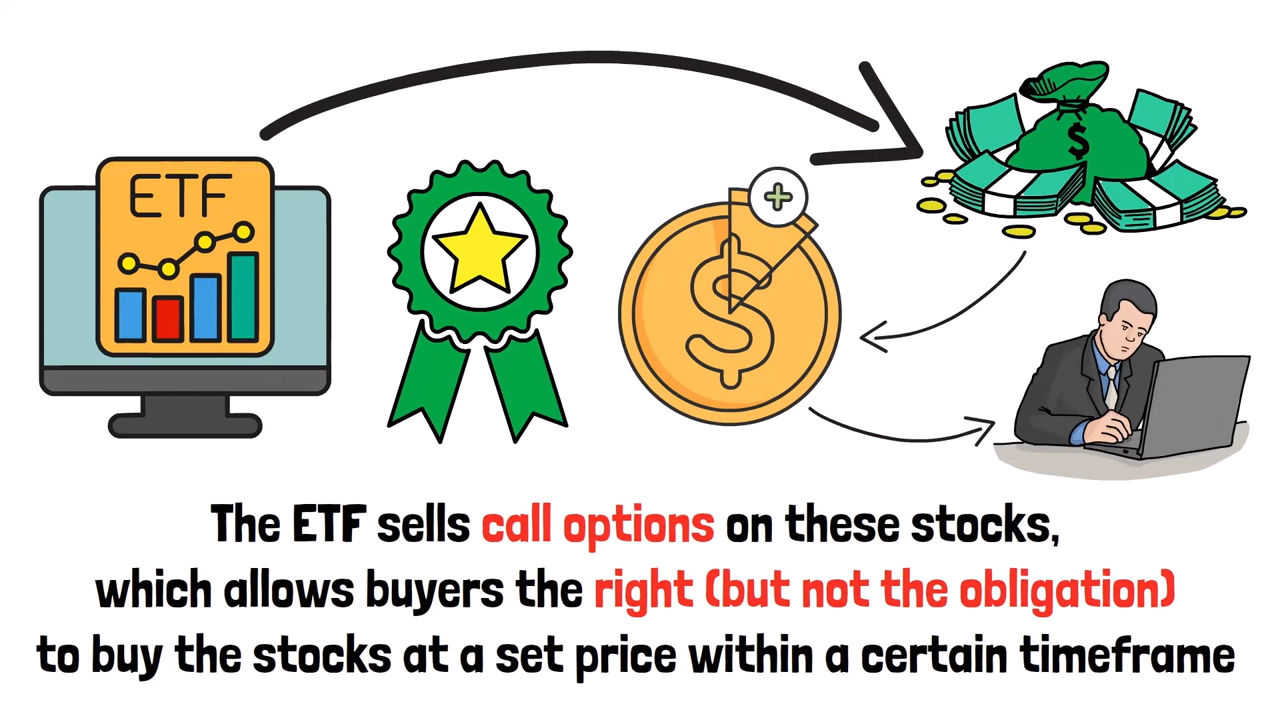 ETF
$
$
The ETF sells call options on these stocks,
which allows buyers the right (but not the obligation)
to buy the stocks at a set price within a certain timeframe